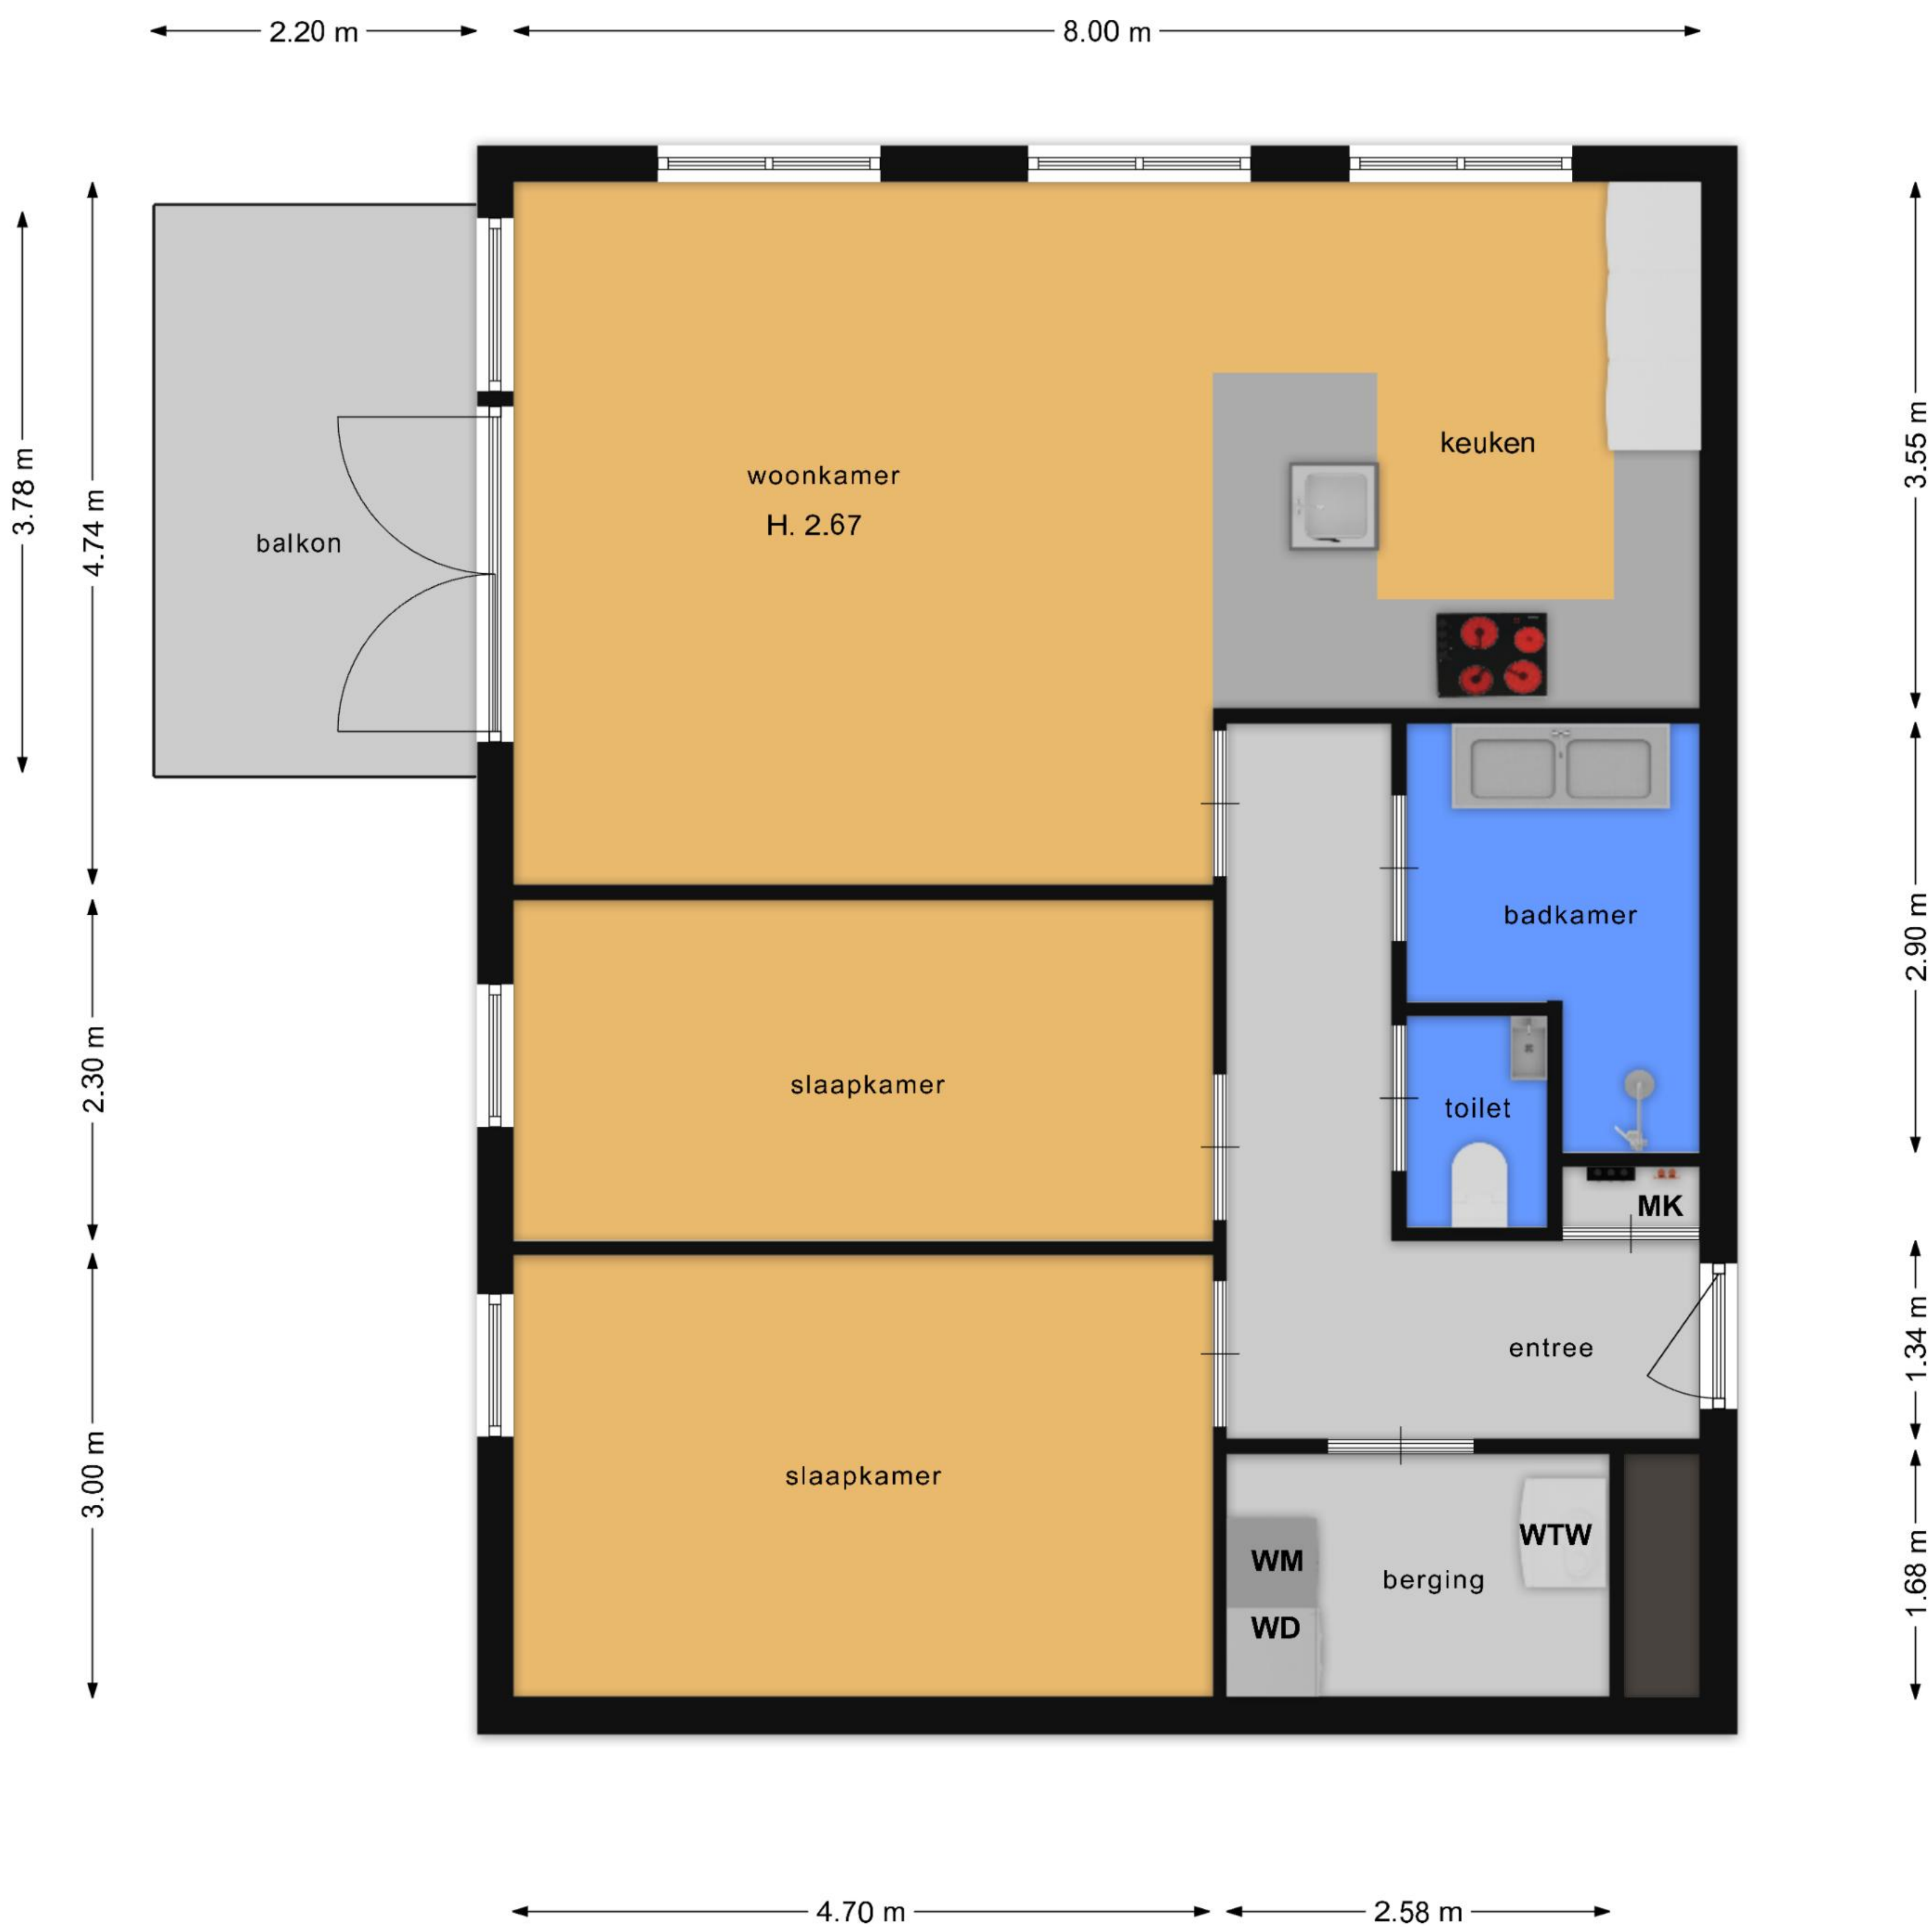 2.20 m
8.00 m
3.78 m
4.74 m
3.55 m
keuken
woonkamer
H. 2.67
balkon
badkamer
2.90 m
2.30 m
slaapkamer
toilet
MK
entree
1.34 m
3.00 m
slaapkamer
WTW
WM
berging
WD
1.68 m
4.70 m
2.58 m